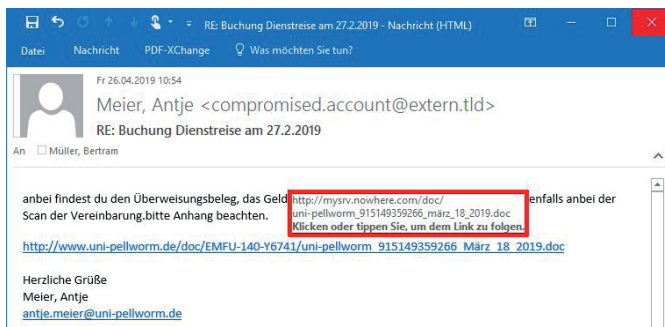 RE: Buchung Dienstreise am 27.2.2019 - Nachricht (HTML)
Datei Nachricht PDF-XChange Was möchten Sie tun?
Fr 26.04.2019 10:54
Meier, Antje <compromised.account@extern.tld>
RE: Buchung Dienstreise am 27.2.2019
An Müller, Bertram
anbei findest du den Überweisungsbeleg, das Geld enfalls anbei der
Scan der Vereinbarung.bitte Anhang beachten.
http://mysrv.nowhere.com/doc/
uni-pellworm_915149359266_märz_18_2019.doc
Klicken oder tippen Sie, um dem Link zu folgen.
http://www.uni-pellworm.de/doc/EMFU-140-Y6741/uni-pellworm_915149359266_März_18_2019.doc
Herzliche Grüße
Meier, Antje
antje.meier@uni-pellworm.de